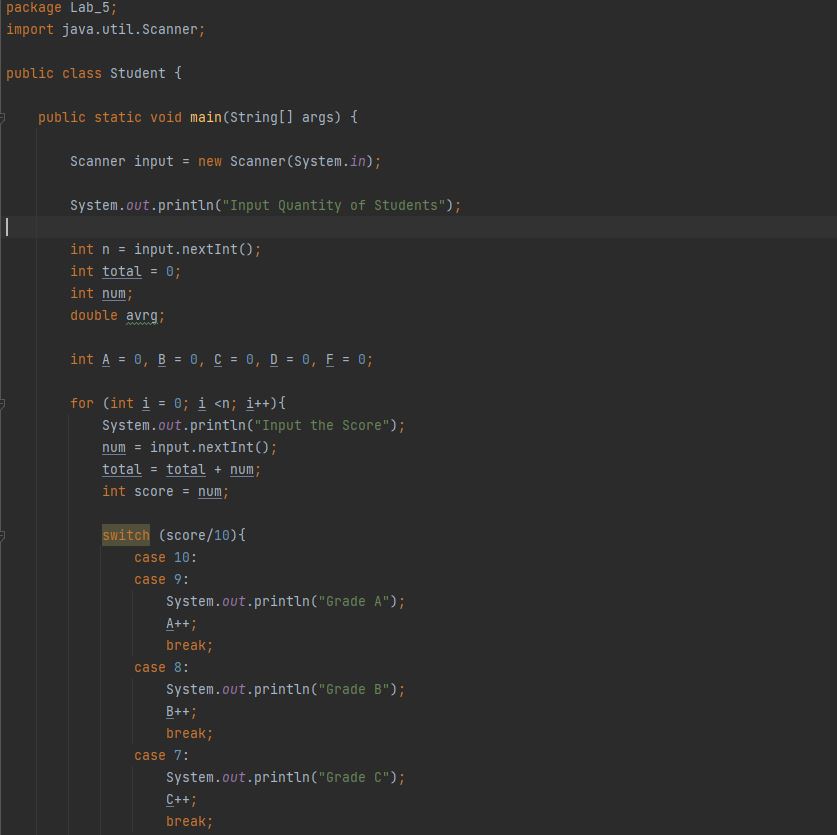 package Lab_5;
import java.util.Scanner;
public class Student {
public static void main(String[] args) {
Scanner input = new Scanner(System.in);
System.out.println("Input Quantity of Students");
int n = input.nextInt();
int total = 0;
int num;
double avrg;
int A = 0, B = 0, C = 0, D = 0, F = 0;
for (int i = 0; i <n; i++){
System.out.println("Input the Score");
num = input.nextInt();
total = total + num;
int score = num;
switch (score/10){
case 10:
case 9:
System.out.println("Grade A");
A++;
break;
case 8:
System.out.println("Grade B");
B++;
break;
case 7:
System.out.println("Grade C");
C++;
break;